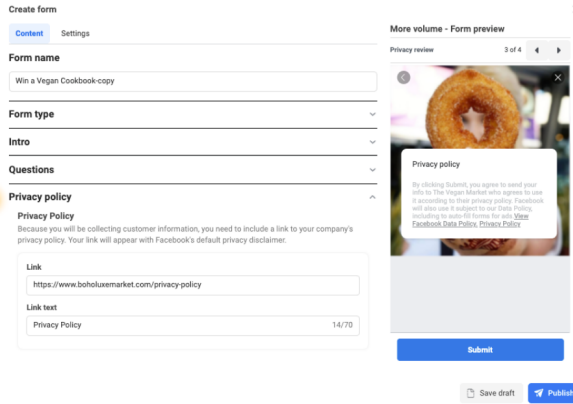 Create form
Content Settings
Form name
Win a Vegan Cookbook-copy
Form type
Intro
Questions
Privacy policy
Privacy Policy
Because you will be collecting customer information, you need to include a link to your company's
privacy policy. Your link will appear with Facebook's default privacy disclaimer.
Link
https://www.boholuxemarket.com/privacy-policy
Link text
Privacy Policy 14/70
More volume - Form preview
Privacy review 3 of 4
Privacy policy
By clicking Submit, you agree to send your
info to The Vegan Market who agrees to use
it according to their privacy policy. Facebook
will also use it subject to our Data Policy,
including to auto-fill forms for ads View
Facebook Data Policy, Privacy Policy
Submit
Save draft Publish